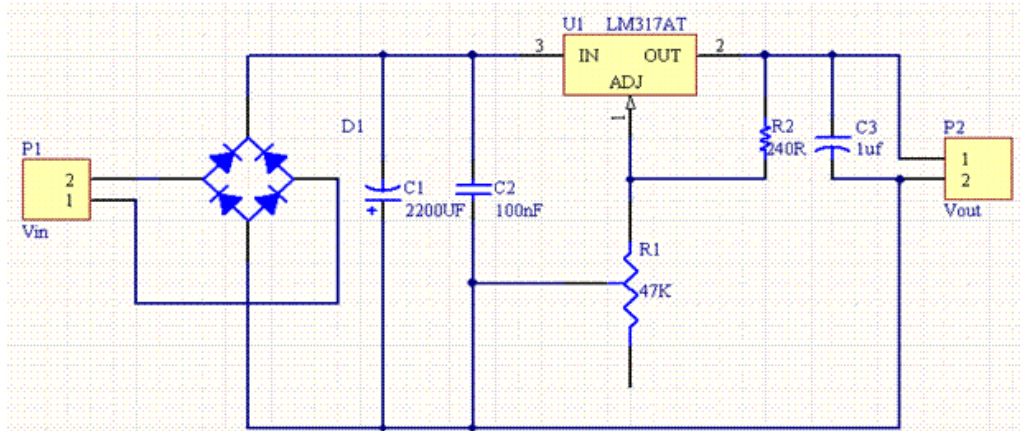 U1 LM317AT
3 IN OUT 2
ADJ
1
D1
R2
240R
C3
1uf
P2
1
2
Vout
P1
2
1
Vin
C1
2200UF
+
C2
100nF
R1
47K